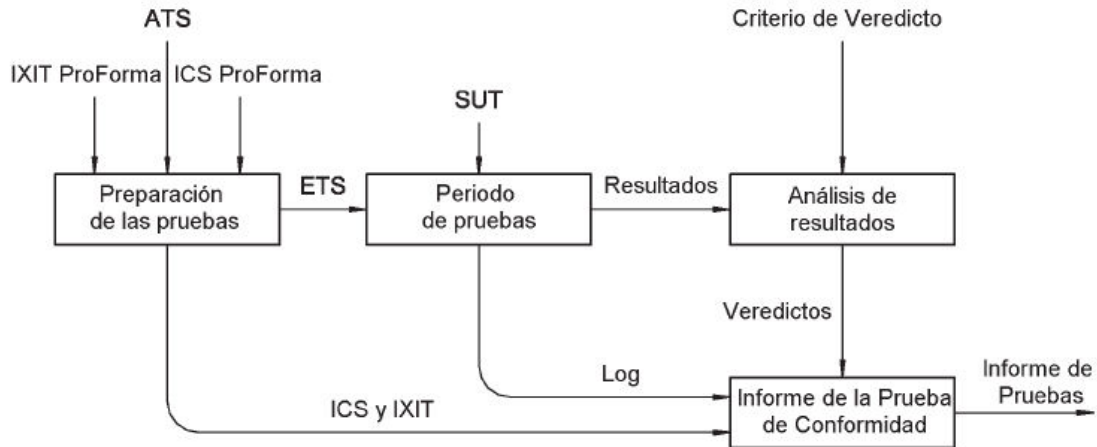 ATS
Criterio de Veredicto
IXIT ProForma
ICS ProForma
SUT
Preparación
de las pruebas
ETS
Periodo
de pruebas
Resultados
Análisis de
resultados
Veredictos
Log
ICS y IXIT
Informe de la Prueba
de Conformidad
Informe de
Pruebas